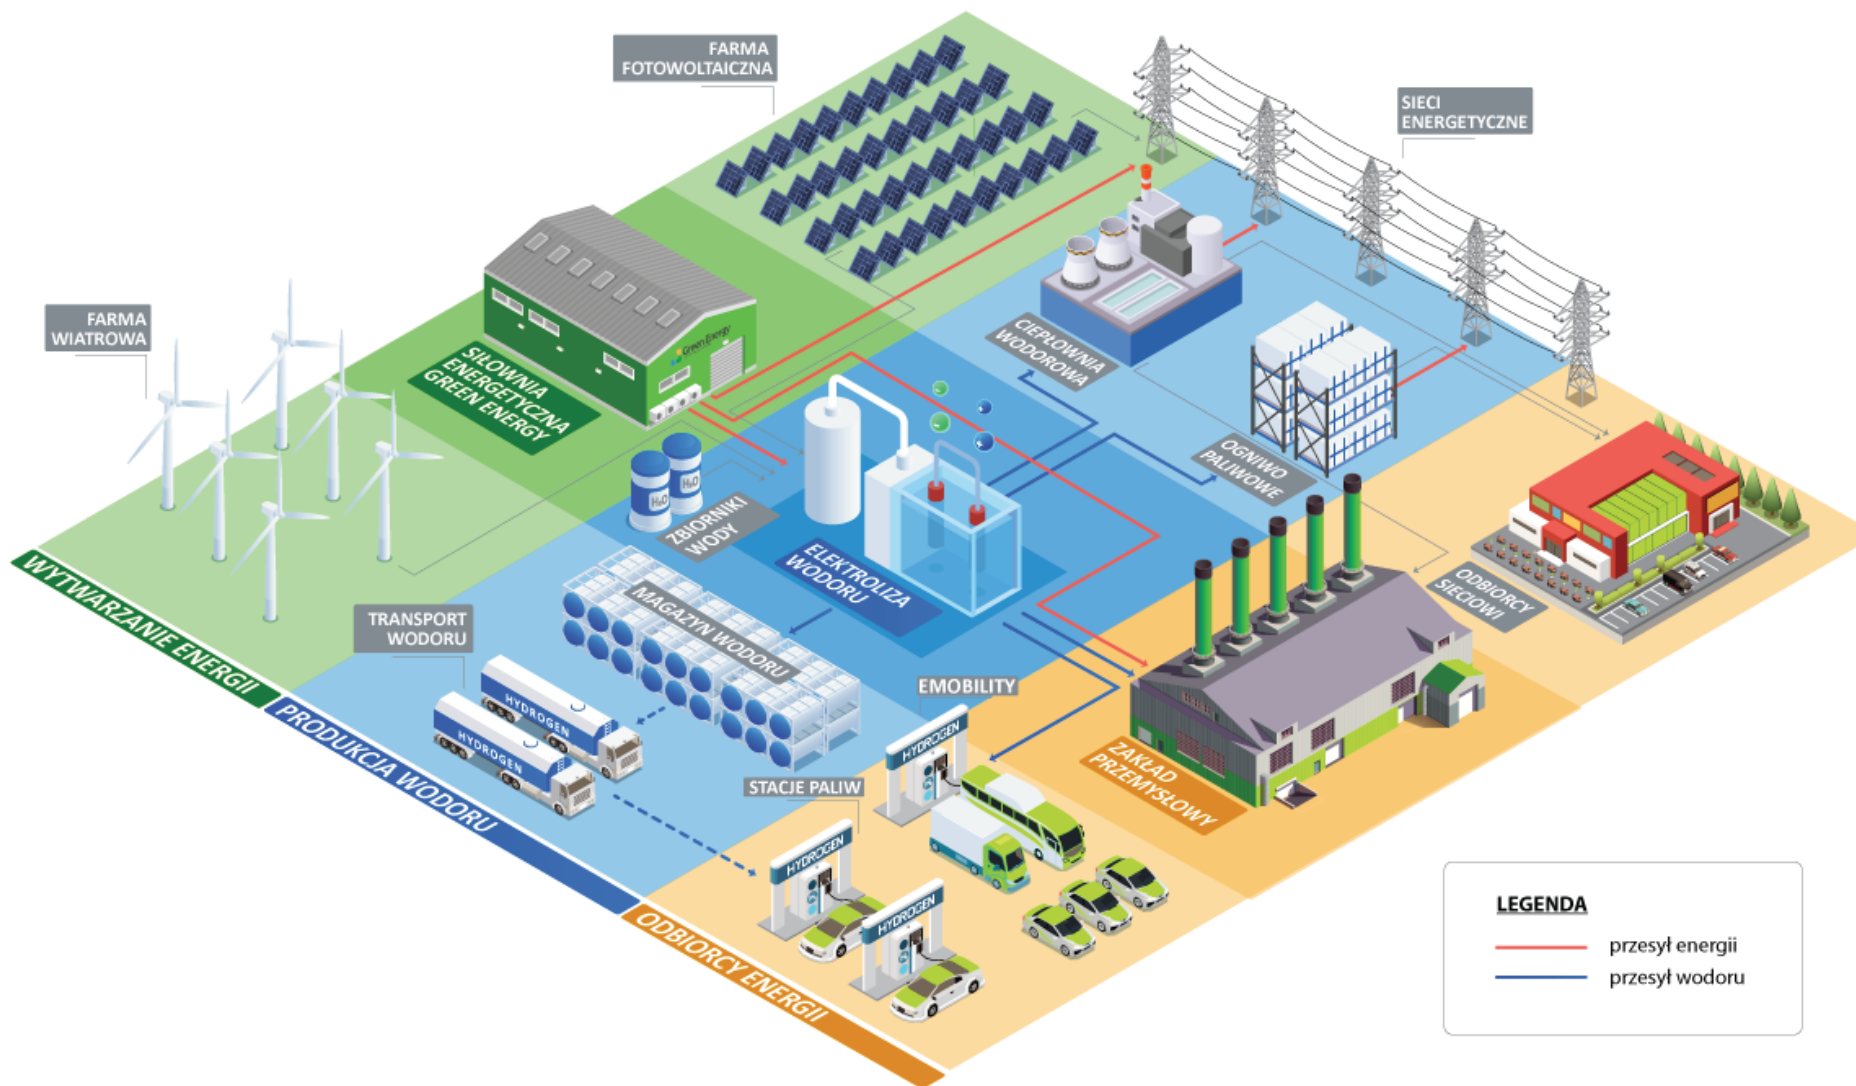 FARMA
FOTOWOLTAICZNA
SIECI
ENERGETYCZNE
FARMA
WIATROWA
Green Energy
SIŁOWNIA
ENERGETYCZNA
GREEN ENERGY
CIEPŁOWNIA
WODOROWA
OGNIWO
PALIWOWE
H₂O
H₂O
ZBIORNIKI
WODY
ELEKTROLIZA
WODORU
MAGAZYN WODORU
ODBIORCY
SIECIOWI
TRANSPORT
WODORU
HYDROGEN
HYDROGEN
EMOBILITY
HYDROGEN
STACJE PALIW
HYDROGEN
HYDROGEN
ZAKŁAD
PRZEMYSŁOWY
WYTWARZANIE ENERGII
PRODUKCJA WODORU
ODBIORCY ENERGII
LEGENDA
przesył energii
przesył wodoru